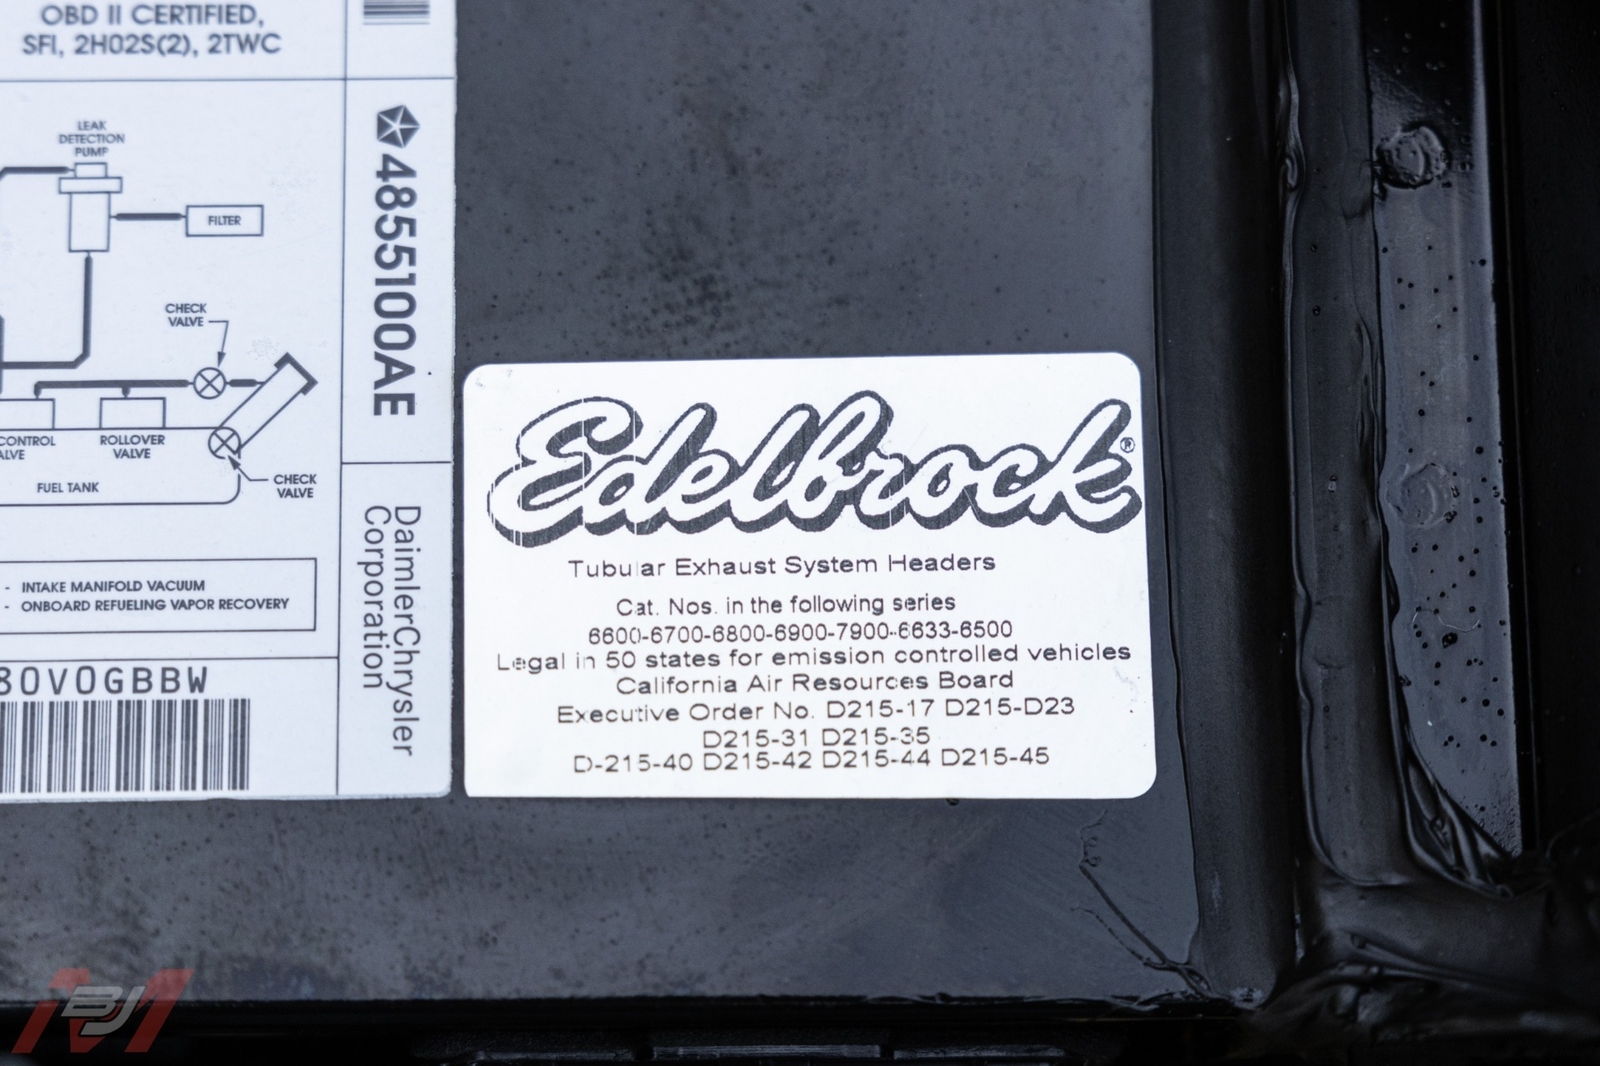 OBD II CERTIFIED,
SFI, 2HO2S(2), 2TWC
LEAK
DETECTION
PUMP
FILTER
CHECK
VALVE
CONTROL
ROLLOVER
VALVE
CHECK
VALVE
FUEL TANK
- INTAKE MANIFOLD VACUUM
- ONBOARD REFUELING VAPOR RECOVERY
80V0GBBW
4855100AE
DaimlerChrysler
Corporation
Edelbrock®
Tubular Exhaust System Headers
Cat. Nos. in the following series
6600-6700-6800-6900-7900-6633-6500
Legal in 50 states for emission controlled vehicles
California Air Resources Board
Executive Order No. D215-17 D215-D23
D215-31 D215-35
D-215-40 D215-42 D215-44 D215-45
BJM